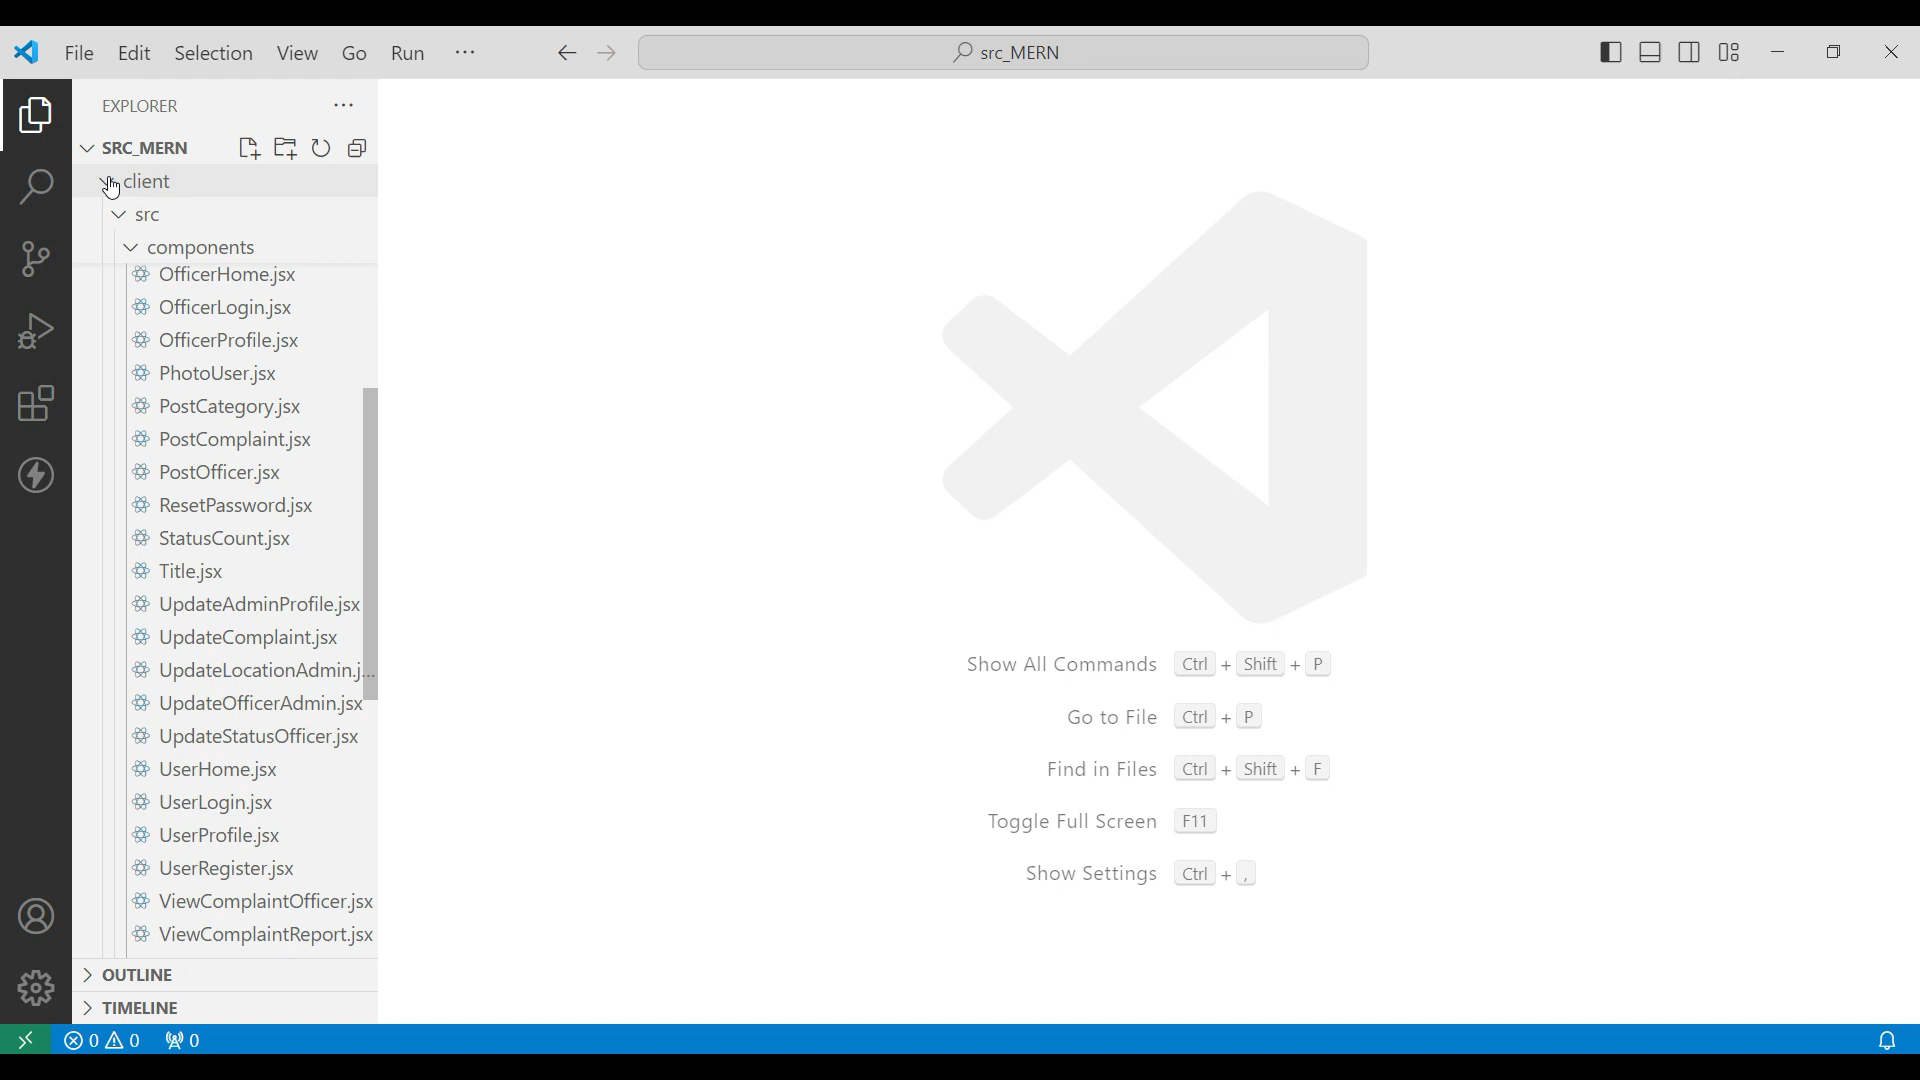 File Edit Selection View Go Run ...
src_MERN
EXPLORER
SRC_MERN
client
src
components
OfficerHome.jsx
OfficerLogin.jsx
OfficerProfile.jsx
PhotoUser.jsx
PostCategory.jsx
PostComplaint.jsx
PostOfficer.jsx
ResetPassword.jsx
StatusCount.jsx
Title.jsx
UpdateAdminProfile.jsx
UpdateComplaint.jsx
UpdateLocationAdmin.j...
UpdateOfficerAdmin.jsx
UpdateStatusOfficer.jsx
UserHome.jsx
UserLogin.jsx
UserProfile.jsx
UserRegister.jsx
ViewComplaintOfficer.jsx
ViewComplaintReport.jsx
OUTLINE
TIMELINE
Show All Commands Ctrl + Shift + P
Go to File Ctrl + P
Find in Files Ctrl + Shift + F
Toggle Full Screen F11
Show Settings Ctrl + ,
0 0 0